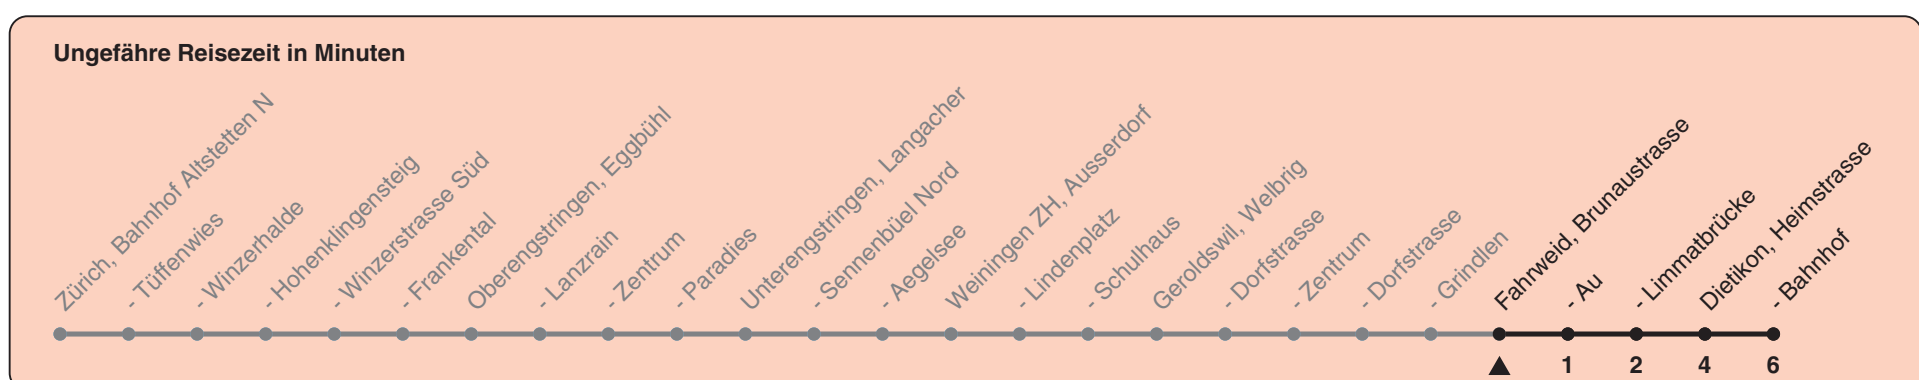 Ungefähre Reisezeit in Minuten
Zürich, Bahnhof Altstetten N
- Tüffenwies
- Winzerhalde
- Hohenklingensteig
- Winzerstrasse Süd
- Frankental
Oberengstringen, Eggbühl
- Lanzrain
- Zentrum
- Paradies
Unterengstringen, Langacher
- Sennenbüel Nord
- Aegelsee
Weiningen ZH, Ausserdorf
- Lindenplatz
- Schulhaus
Geroldswil, Welbrig
- Dorfstrasse
- Zentrum
- Dorfstrasse
- Grindlen
Fahrweid, Brunaustrasse
- Au
- Limmatbrücke
Dietikon, Heimstrasse
- Bahnhof
1 2 4 6